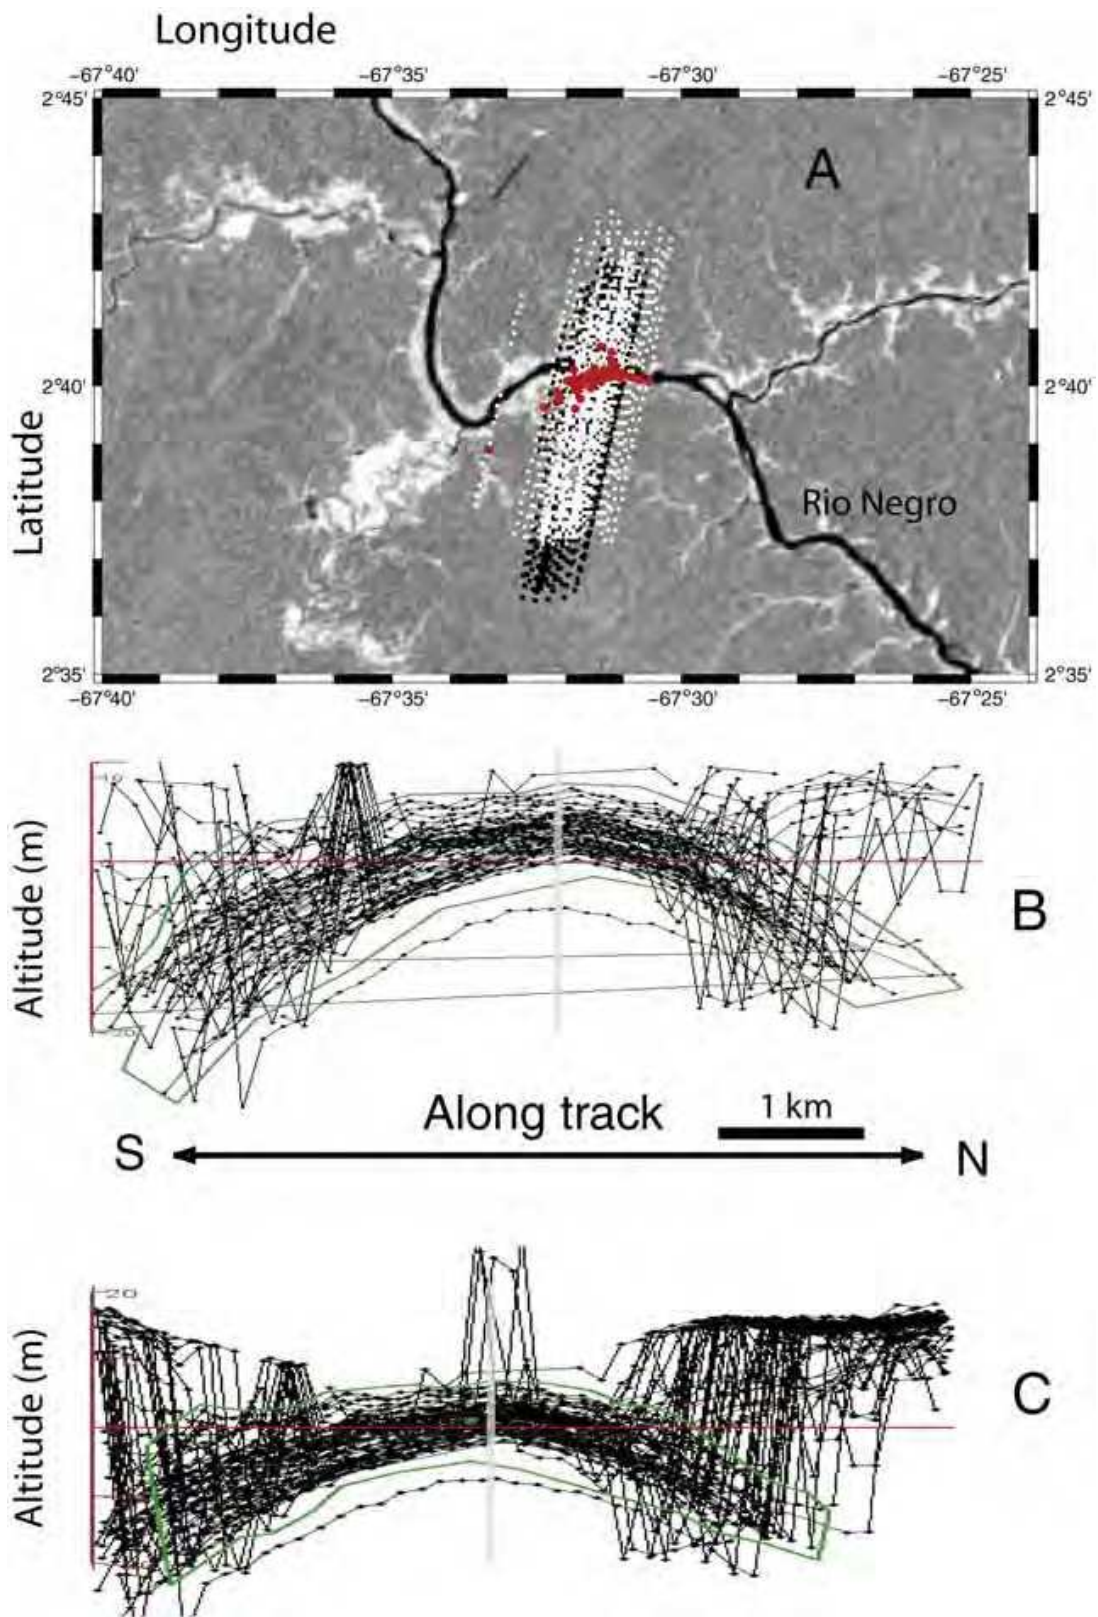 Longitude
−67°40' −67°35' −67°30' −67°25'
2°45' 2°45'
A
2°40' 2°40'
Latitude
Rio Negro
2°35' 2°35'
−67°40' −67°35' −67°30' −67°25'
Altitude (m)
B
Along track
1 km
S N
20
Altitude (m)
C